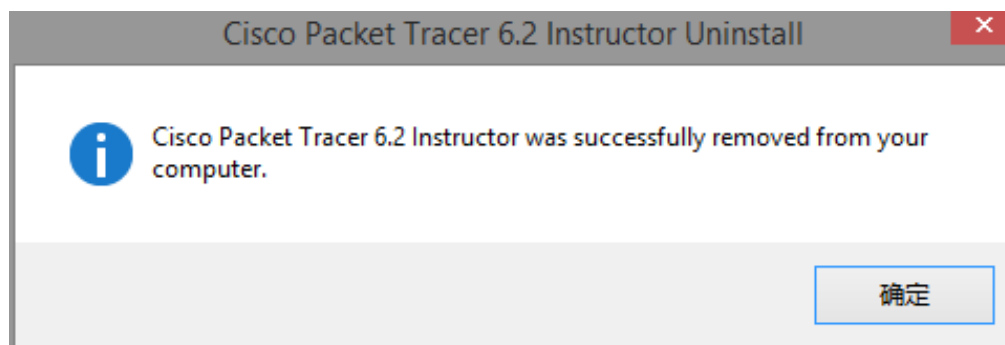 Cisco Packet Tracer 6.2 Instructor Uninstall
Cisco Packet Tracer 6.2 Instructor was successfully removed from your
computer.
确定